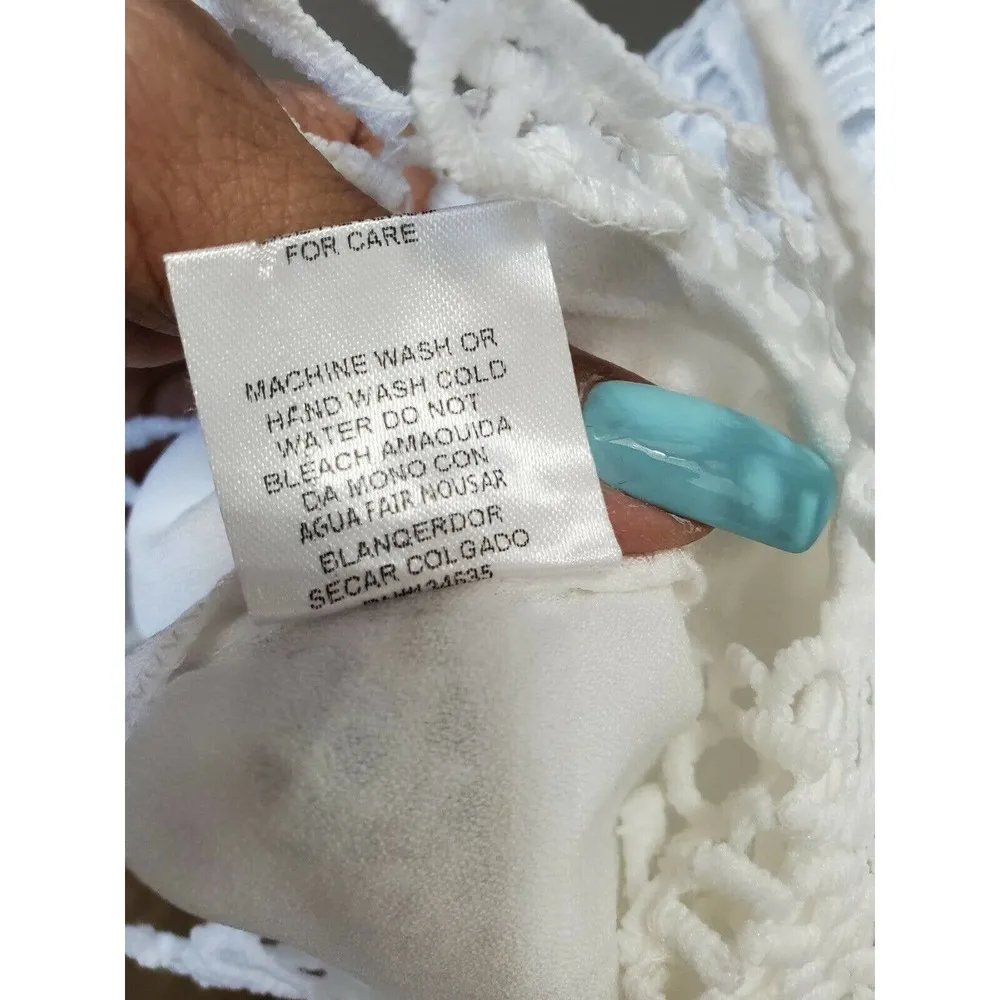 FOR CARE
MACHINE WASH OR
HAND WASH COLD
WATER DO NOT
BLEACH AMAQUIDA
DA MONO CON
AGUA FAIR NOUSAR
BLANQERDOR
SECAR COLGADO